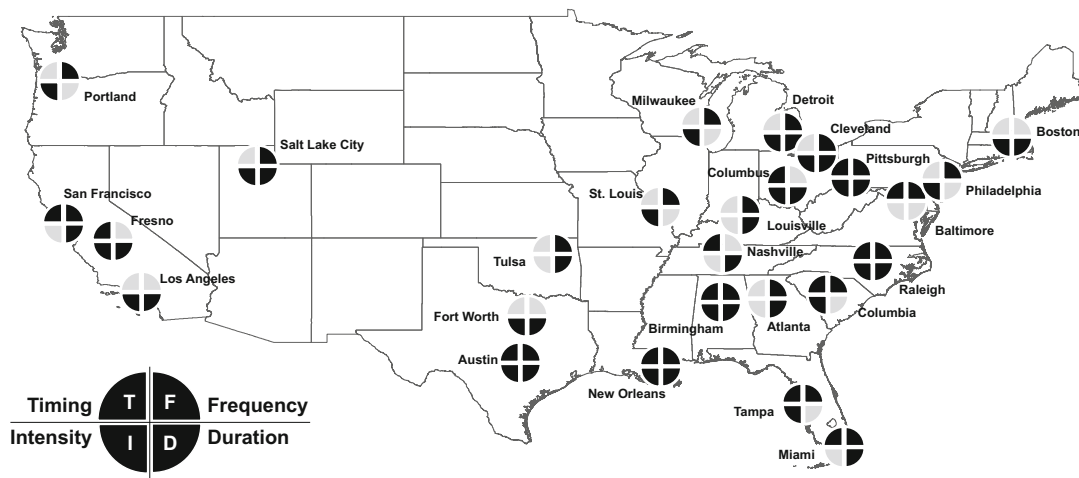 Portland
Milwaukee
Detroit
Cleveland
Boston
Salt Lake City
Pittsburgh
Columbus
San Francisco
St. Louis
Philadelphia
Fresno
Louisville
Baltimore
Nashville
Tulsa
Los Angeles
Raleigh
Fort Worth
Birmingham
Atlanta
Columbia
Austin
New Orleans
Timing T F Frequency
Tampa
Intensity I D Duration
Miami